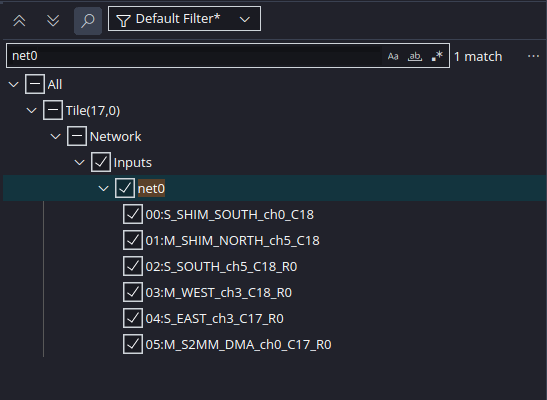 Default Filter*
net0 Aa ab. .* 1 match ...
All
Tile(17,0)
Network
Inputs
net0
00:S_SHIM_SOUTH_ch0_C18
01:M_SHIM_NORTH_ch5_C18
02:S_SOUTH_ch5_C18_R0
03:M_WEST_ch3_C18_R0
04:S_EAST_ch3_C17_R0
05:M_S2MM_DMA_ch0_C17_R0